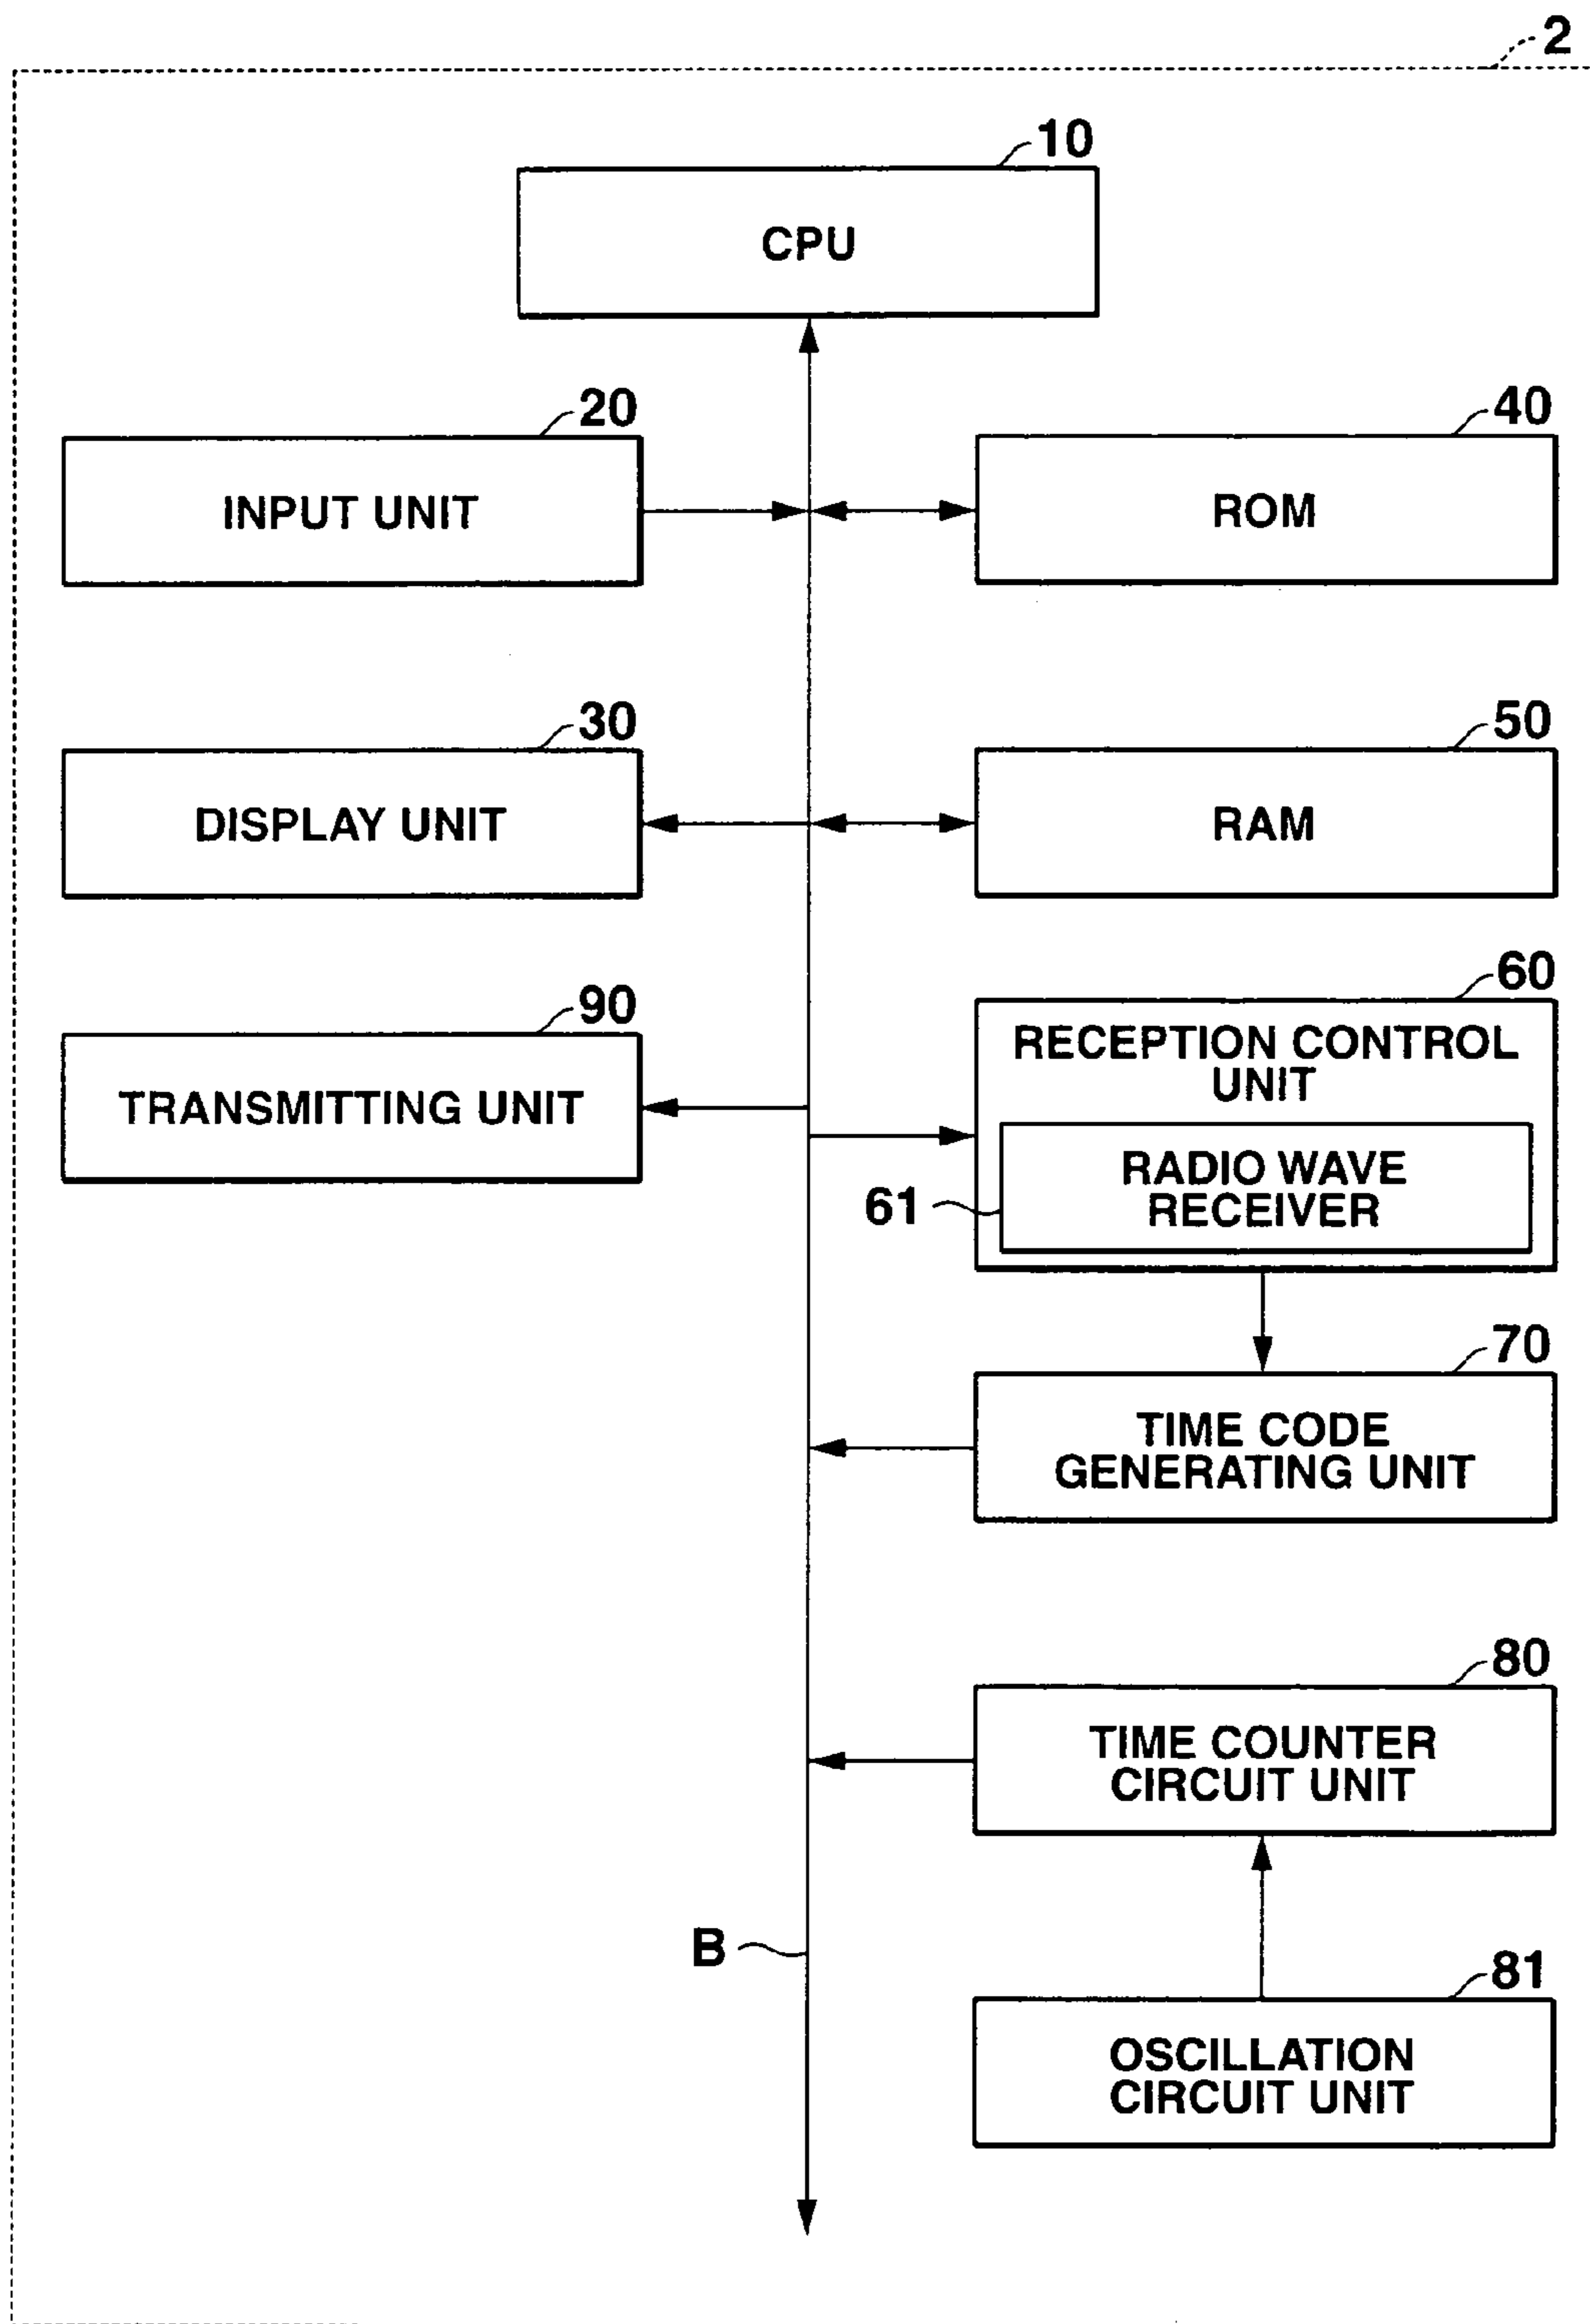 2
10
CPU
20
INPUT UNIT
40
ROM
30
DISPLAY UNIT
50
RAM
90
TRANSMITTING UNIT
60
RECEPTION CONTROL
UNIT
61
RADIO WAVE
RECEIVER
70
TIME CODE
GENERATING UNIT
80
TIME COUNTER
CIRCUIT UNIT
B
81
OSCILLATION
CIRCUIT UNIT